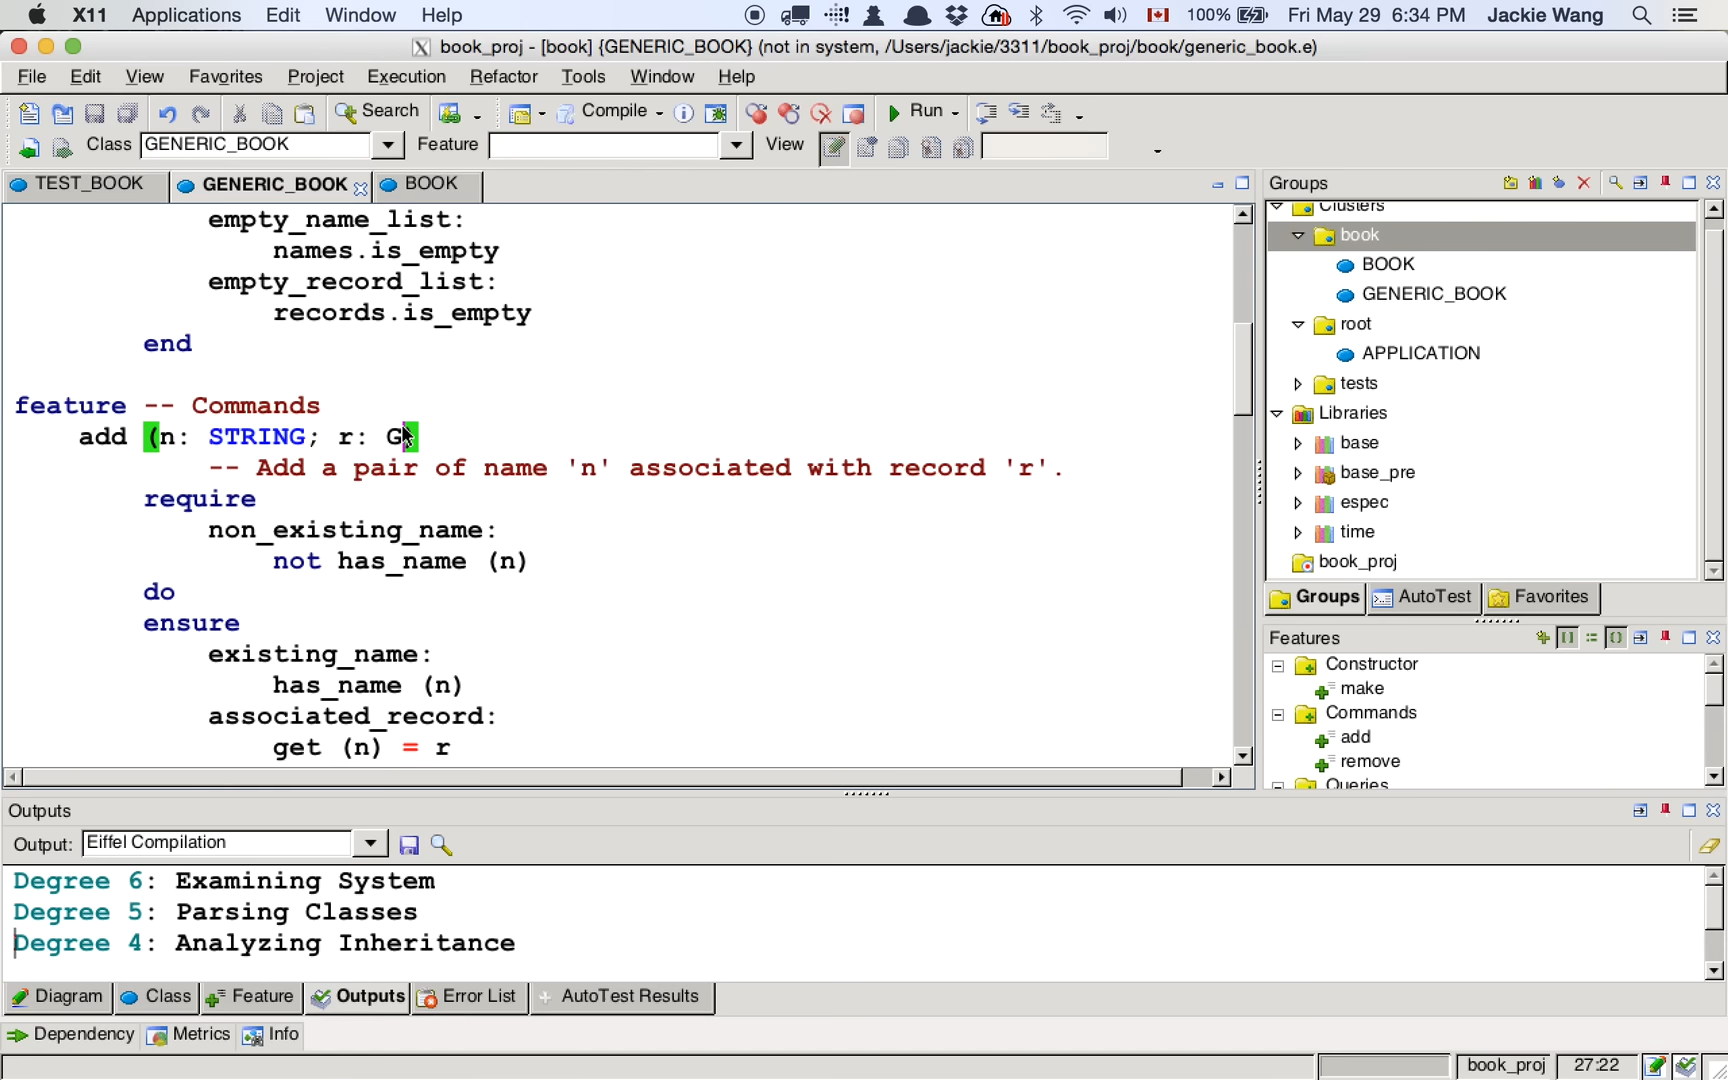 X11 Applications Edit Window Help 100% Fri May 29 6:34 PM Jackie Wang
book_proj - [book] {GENERIC_BOOK} (not in system, /Users/jackie/3311/book_proj/book/generic_book.e)
File Edit View Favorites Project Execution Refactor Tools Window Help
Search Compile Run
Class GENERIC_BOOK Feature View
TEST_BOOK GENERIC_BOOK BOOK
empty_name_list:
names.is_empty
empty_record_list:
records.is_empty
end
feature -- Commands
add (n: STRING; r: G)
-- Add a pair of name 'n' associated with record 'r'.
require
non_existing_name:
not has_name (n)
do
ensure
existing_name:
has_name (n)
associated_record:
get (n) = r
Groups
Clusters
book
BOOK
GENERIC_BOOK
root
APPLICATION
tests
Libraries
base
base_pre
espec
time
book_proj
Groups AutoTest Favorites
Features
Constructor
make
Commands
add
remove
Queries
Outputs
Output: Eiffel Compilation
Degree 6: Examining System
Degree 5: Parsing Classes
Degree 4: Analyzing Inheritance
Diagram Class Feature Outputs Error List AutoTest Results
Dependency Metrics Info
book_proj 27:22